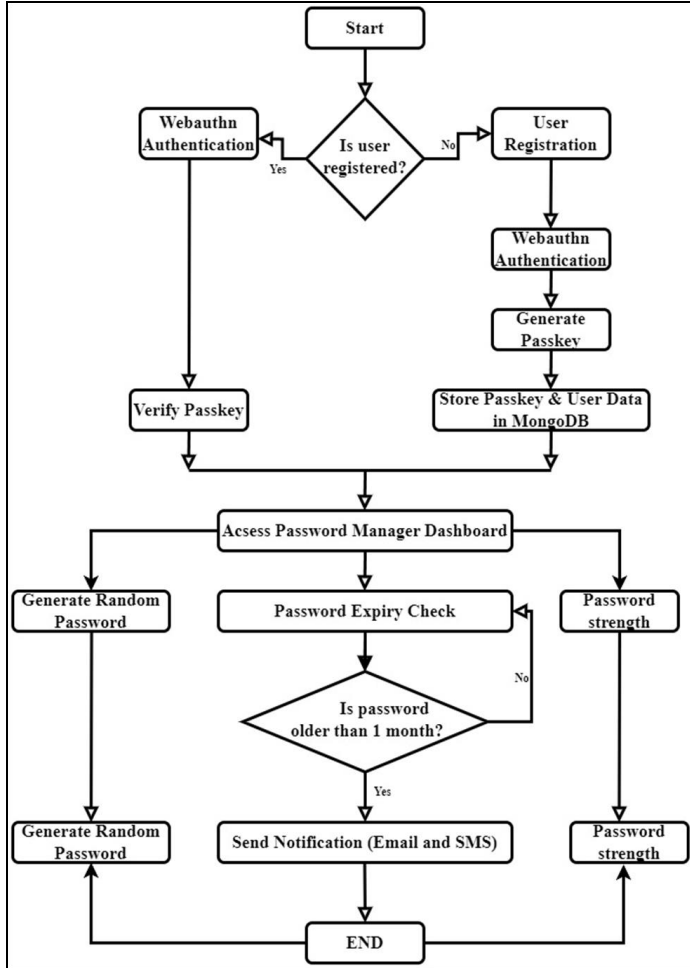 Start
Webauthn
Authentication
Is user
registered?
User
Registration
Yes
No
Webauthn
Authentication
Generate
Passkey
Verify Passkey
Store Passkey & User Data
in MongoDB
Acsess Password Manager Dashboard
Generate Random
Password
Password Expiry Check
Password
strength
No
Is password
older than 1 month?
Yes
Generate Random
Password
Send Notification (Email and SMS)
Password
strength
END